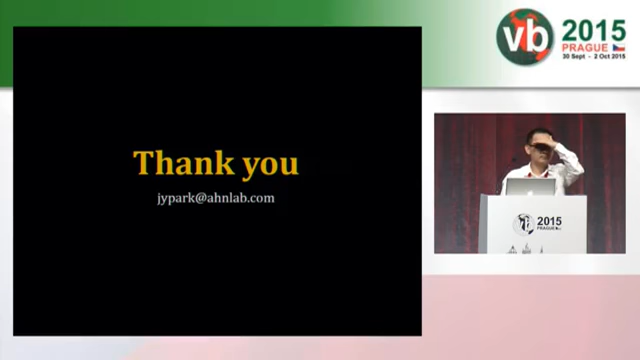 vb
2015
PRAGUE
30 Sept - 2 Oct 2015
Thank you
jypark@ahnlab.com
2015
PRAGUE